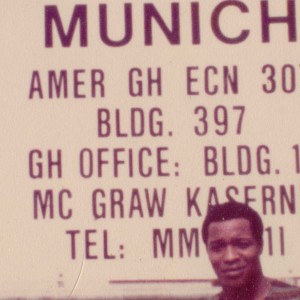 MUNICH
AMER GH ECN 30
BLDG. 397
GH OFFICE: BLDG. 1
MC GRAW KASERN
TEL: MM 11